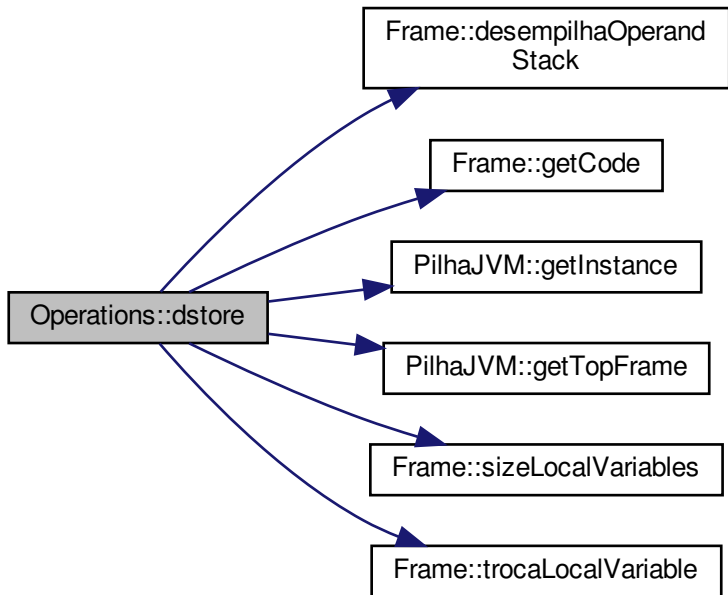 Frame::desempilhaOperand
Stack
Frame::getCode
PilhaJVM::getInstance
Operations::dstore
PilhaJVM::getTopFrame
Frame::sizeLocalVariables
Frame::trocaLocalVariable